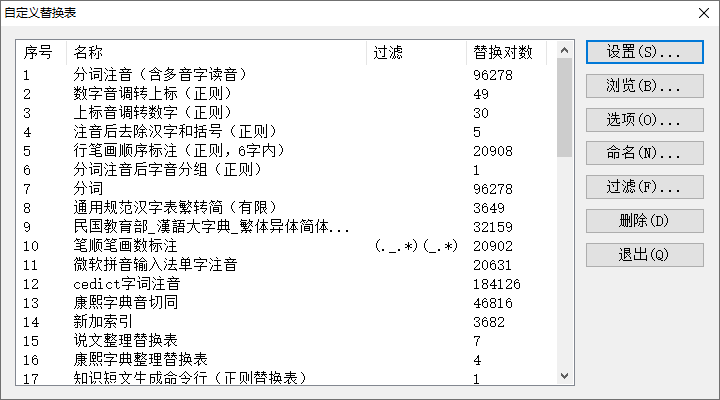 自定义替换表
序号 名称 过滤 替换对数
1 分词注音（含多音字读音） 96278
2 数字音调转上标（正则） 49
3 上标音调转数字（正则） 30
4 注音后去除汉字和括号（正则） 5
5 行笔画顺序标注（正则，6字内） 20908
6 分词注音后字音分组（正则） 1
7 分词 96278
8 通用规范汉字表繁转简（有限） 3649
9 民国教育部_漢語大字典_繁体异体简体... 32159
10 笔顺笔画数标注 (._.*)(_.*) 20902
11 微软拼音输入法单字注音 20631
12 cedict字词注音 184126
13 康熙字典音切同 46816
14 新加索引 3682
15 说文整理替换表 7
16 康熙字典整理替换表 4
17 知识短文生成命令行（正则替换表） 1
设置(S)...
浏览(B)...
选项(O)...
命名(N)...
过滤(F)...
删除(D)
退出(Q)